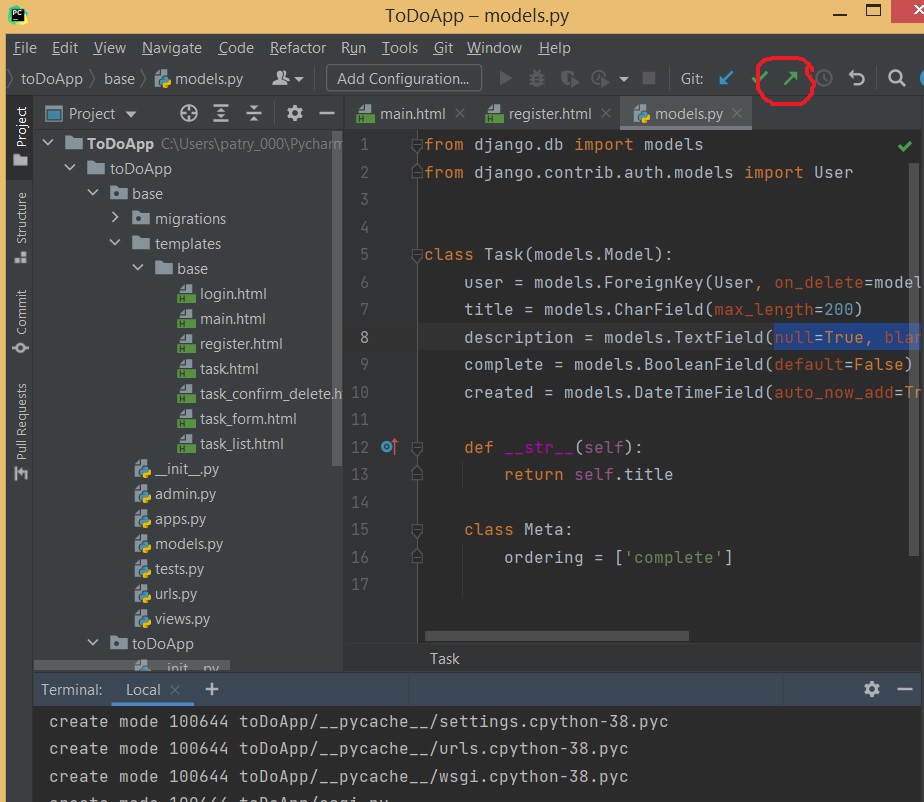 PC
ToDoApp – models.py
File Edit View Navigate Code Refactor Run Tools Git Window Help
toDoApp base models.py Add Configuration... Git:
Project
Project
Structure
Commit
Pull Requests
ToDoApp C:\Users\patry_000\Pycharm
toDoApp
base
migrations
templates
base
login.html
main.html
register.html
task.html
task_confirm_delete.h
task_form.html
task_list.html
__init__.py
admin.py
apps.py
models.py
tests.py
urls.py
views.py
toDoApp
__init__.py
main.html register.html models.py
1 from django.db import models
2 from django.contrib.auth.models import User
3
4
5 class Task(models.Model):
6 user = models.ForeignKey(User, on_delete=model
7 title = models.CharField(max_length=200)
8 description = models.TextField(null=True, blan
9 complete = models.BooleanField(default=False)
10 created = models.DateTimeField(auto_now_add=Tr
11
12 def __str__(self):
13 return self.title
14
15 class Meta:
16 ordering = ['complete']
17
Task
Terminal: Local +
create mode 100644 toDoApp/__pycache__/settings.cpython-38.pyc
create mode 100644 toDoApp/__pycache__/urls.cpython-38.pyc
create mode 100644 toDoApp/__pycache__/wsgi.cpython-38.pyc
create mode 100644 toDoApp/asgi.py